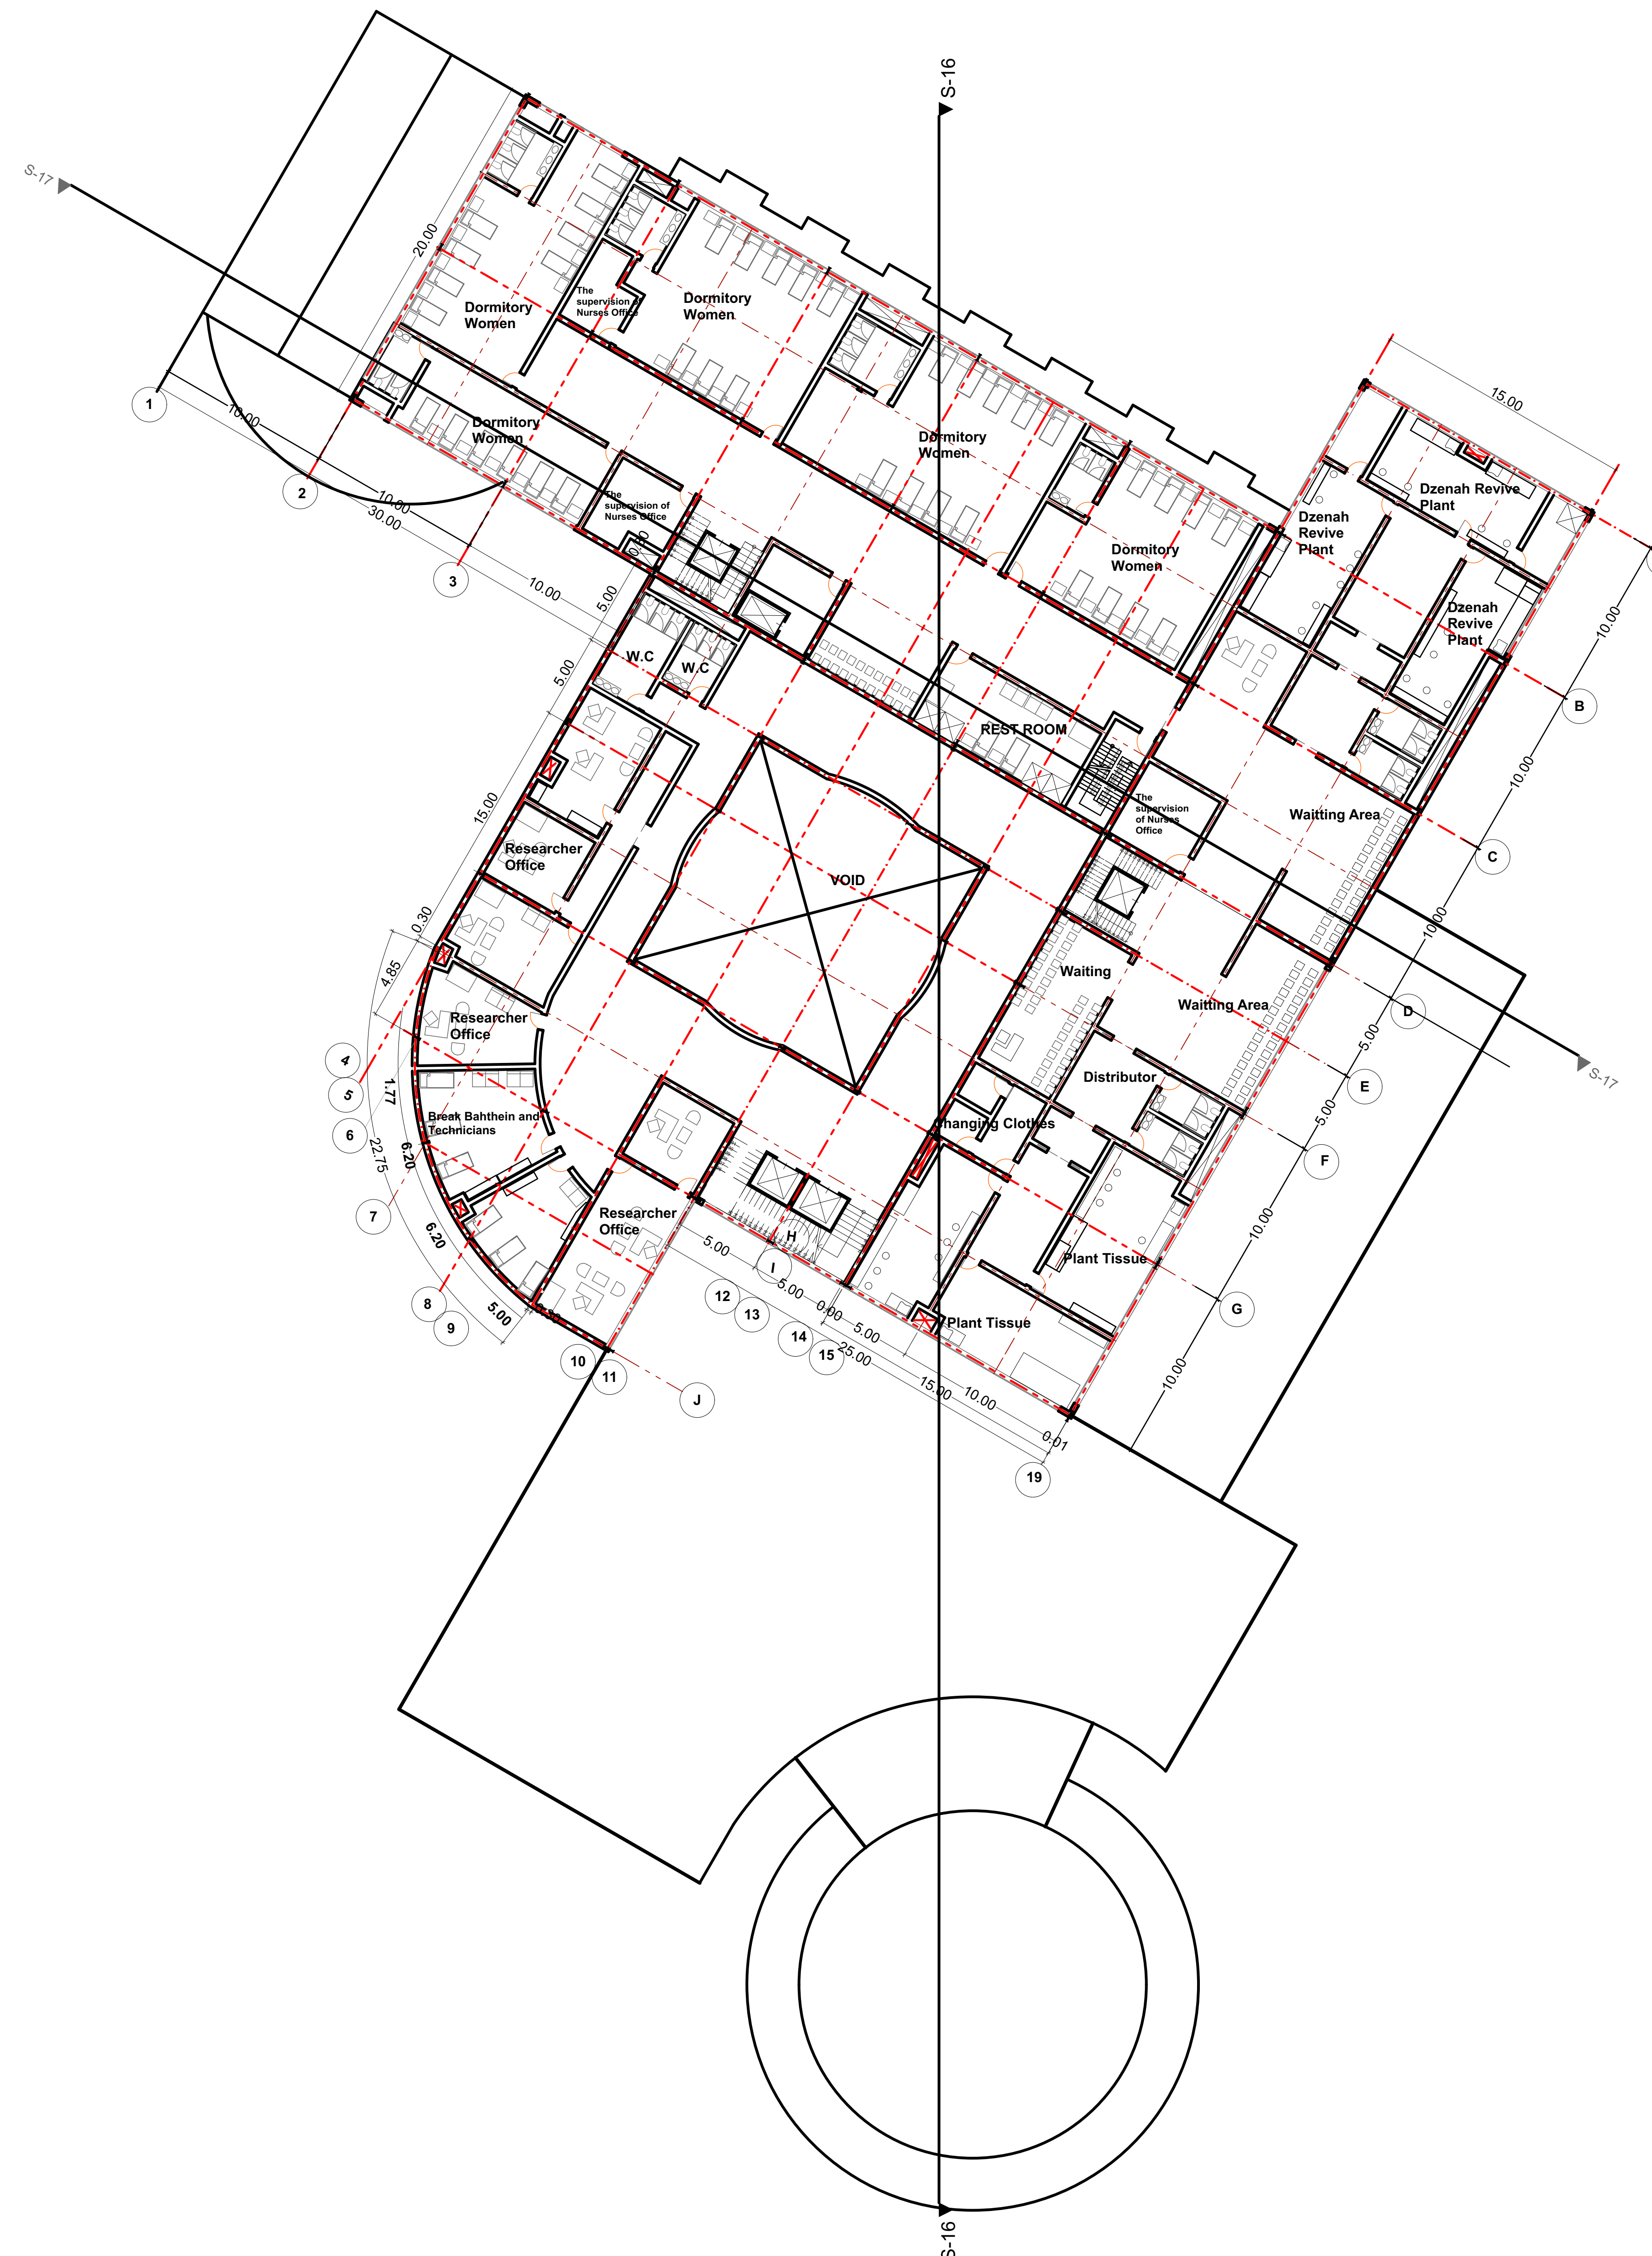 S-16
S-17
20.00
15.00
Dormitory
Women
The
supervision of
Nurses Office
Dormitory
Women
1
10.00
Dormitory
Women
Dormitory
Women
Dzenah Revive
Plant
Dzenah
Revive
Plant
2
10.00
30.00
The
supervision of
Nurses Office
Dormitory
Women
3
10.00
5.00
Dzenah
Revive
Plant
10.00
W.C
W.C
5.00
B
REST ROOM
10.00
15.00
The
supervision
of Nurses
Office
Waitting Area
Researcher
Office
C
VOID
0.30
10.00
4.85
Waiting
Waitting Area
D
Researcher
Office
5.00
4
5
1.77
Distributor
E
S-17
Break Bahthein and
Technicians
Changing Clothes
5.00
6
6.20
22.75
F
7
Researcher
Office
10.00
6.20
H
5.00
I
Plant Tissue
8
9
5.00
0.30
12
13
5.00
0.00
5.00
Plant Tissue
G
14
15
25.00
10
11
15.00
10.00
10.00
J
0.01
19
S-16